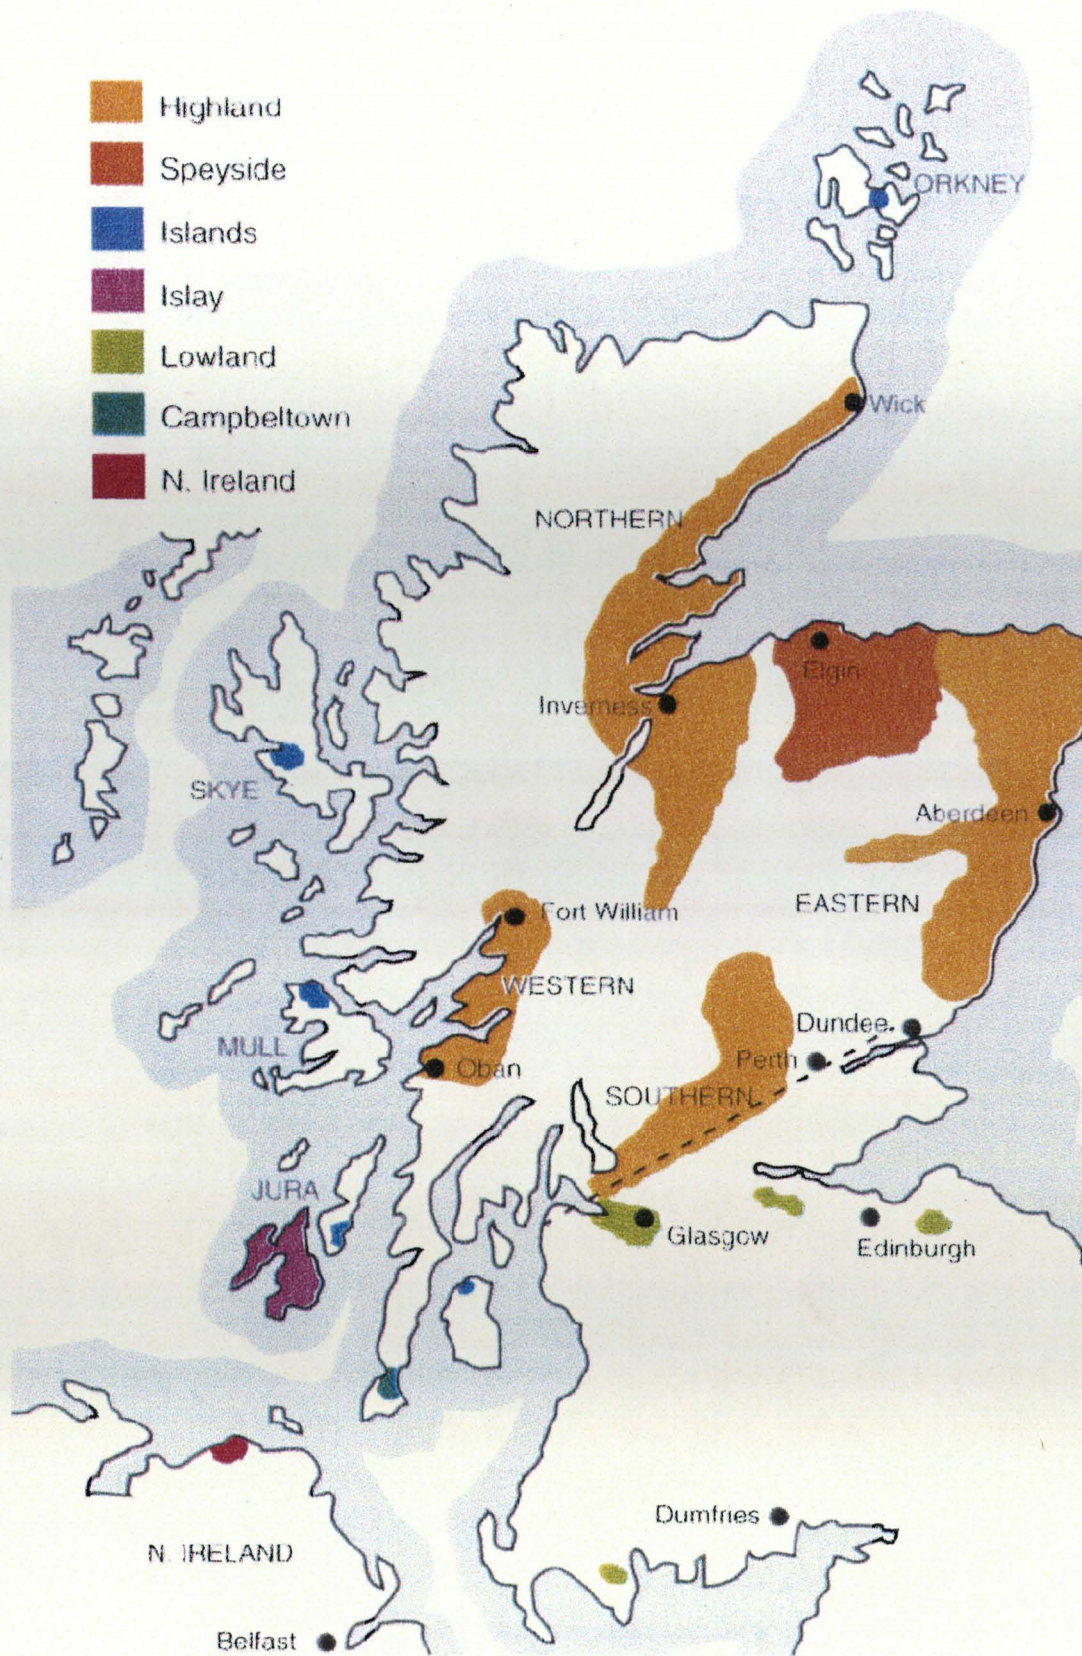 Highland
Speyside
Islands
Islay
Lowland
Campbeltown
N. Ireland
ORKNEY
Wick
NORTHERN
Elgin
Inverness
SKYE
Aberdeen
EASTERN
Fort William
WESTERN
MULL
Dundee
Perth
Oban
SOUTHERN
JURA
Glasgow
Edinburgh
Dumfries
N. IRELAND
Belfast